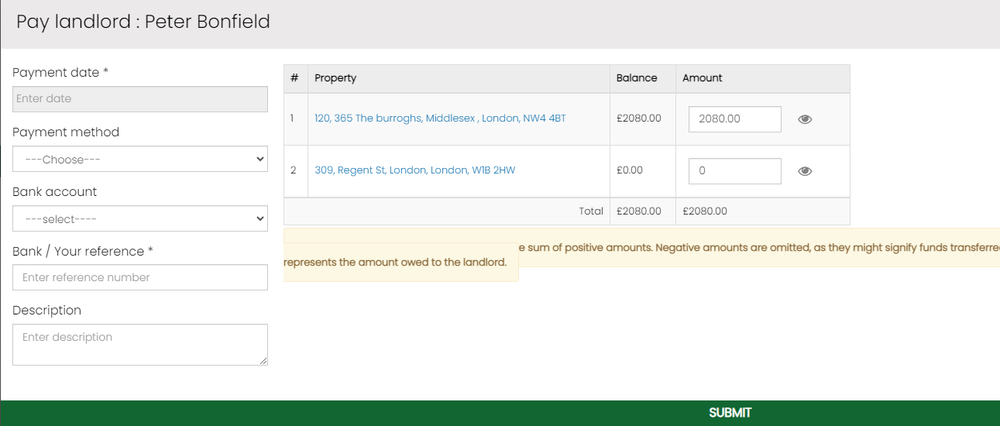 Pay landlord : Peter Bonfield
Payment date *
Enter date
Payment method
---Choose---
Bank account
---select----
Bank / Your reference *
Enter reference number
Description
Enter description
# Property Balance Amount
1 120, 365 The burroghs, Middlesex , London, NW4 4BT £2080.00 2080.00
2 309, Regent St, London, London, W1B 2HW £0.00 0
Total £2080.00 £2080.00
sum of positive amounts. Negative amounts are omitted, as they might signify funds
represents the amount owed to the landlord.
SUBMIT